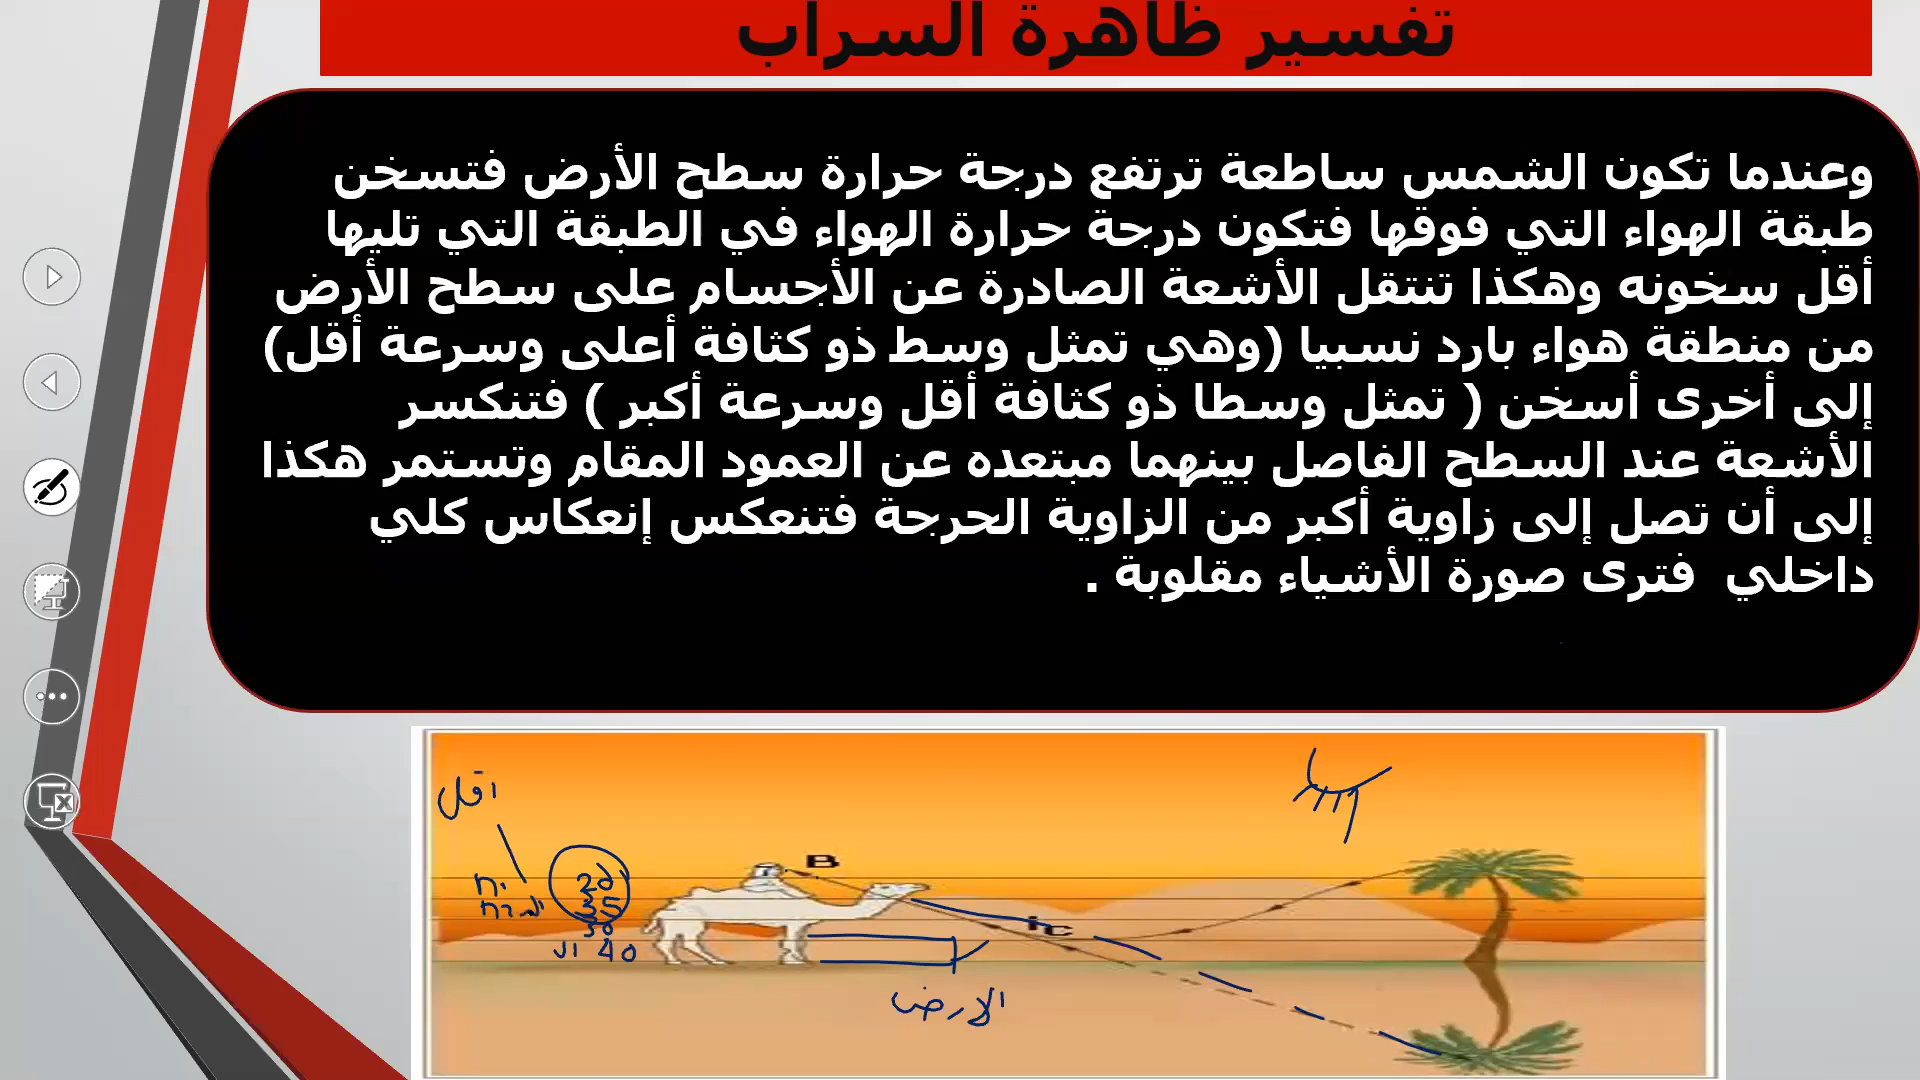 تفسير ظاهرة السراب
وعندما تكون الشمس ساطعة ترتفع درجة حرارة سطح الأرض فتسخن
طبقة الهواء التي فوقها فتكون درجة حرارة الهواء في الطبقة التي تليها
أقل سخونه وهكذا تنتقل الأشعة الصادرة عن الأجسام على سطح الأرض
من منطقة هواء بارد نسبيا (وهي تمثل وسط ذو كثافة أعلى وسرعة أقل)
إلى أخرى أسخن ( تمثل وسطا ذو كثافة أقل وسرعة أكبر ) فتنكسر
الأشعة عند السطح الفاصل بينهما مبتعده عن العمود المقام وتستمر هكذا
إلى أن تصل إلى زاوية أكبر من الزاوية الحرجة فتنعكس إنعكاس كلي
داخلي فترى صورة الأشياء مقلوبة .
اقل
B
35
30
ic
40
الارض